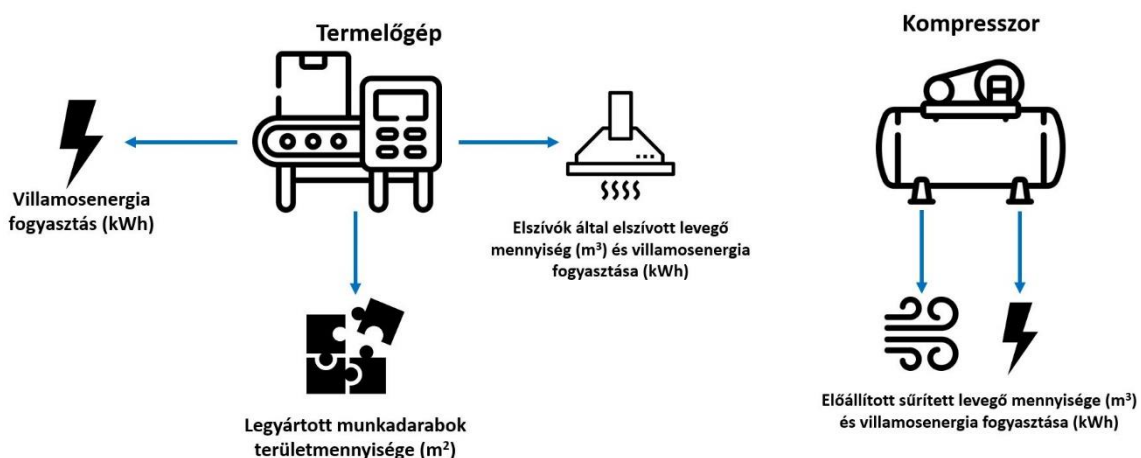 Termelőgép
Kompresszor
Villamosenergia
fogyasztás (kWh)
Elszívók által elszívott levegő
mennyiség (m³) és villamosenergia
fogyasztása (kWh)
Legyártott munkadarabok
területmennyisége (m²)
Előállított sűrített levegő mennyisége (m³)
és villamosenergia fogyasztása (kWh)